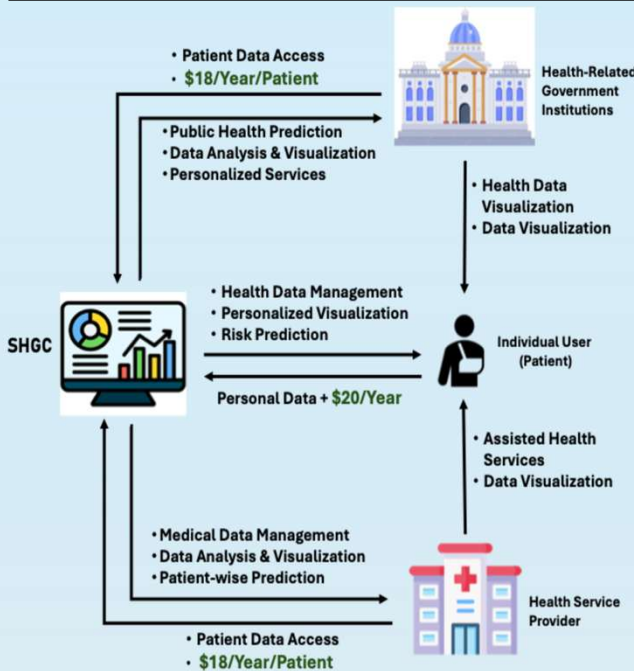 • Patient Data Access
• $18/Year/Patient
Health-Related
Government
Institutions
• Public Health Prediction
• Data Analysis & Visualization
• Personalized Services
• Health Data
Visualization
• Data Visualization
• Health Data Management
• Personalized Visualization
• Risk Prediction
SHGC
Individual User
(Patient)
Personal Data + $20/Year
• Assisted Health
Services
• Data Visualization
• Medical Data Management
• Data Analysis & Visualization
• Patient-wise Prediction
Health Service
Provider
• Patient Data Access
• $18/Year/Patient